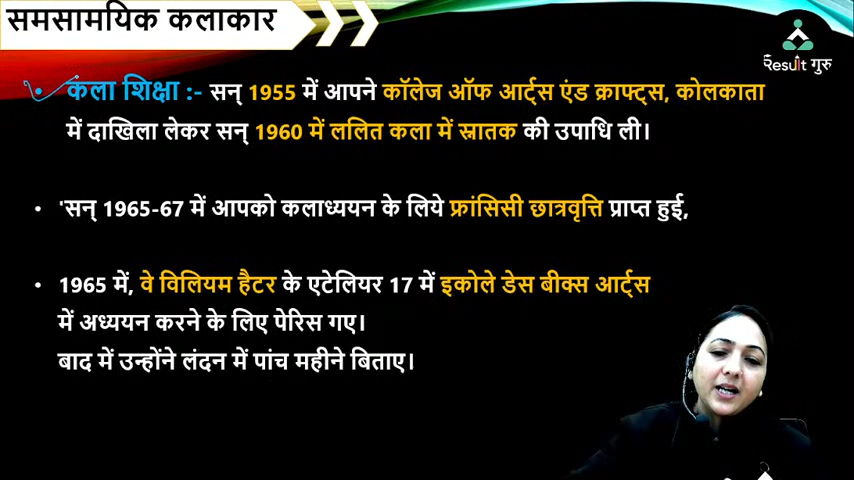 समसामयिक कलाकार
Result गुरु
कला शिक्षा :- सन् 1955 में आपने कॉलेज ऑफ आर्ट्स एंड क्राफ्ट्स, कोलकाता
में दाखिला लेकर सन् 1960 में ललित कला में स्नातक की उपाधि ली।
• 'सन् 1965-67 में आपको कलाध्ययन के लिये फ्रांसिसी छात्रवृत्ति प्राप्त हुई,
• 1965 में, वे विलियम हैटर के एटेलियर 17 में इकोले डेस बीक्स आर्ट्स
में अध्ययन करने के लिए पेरिस गए।
बाद में उन्होंने लंदन में पांच महीने बिताए।